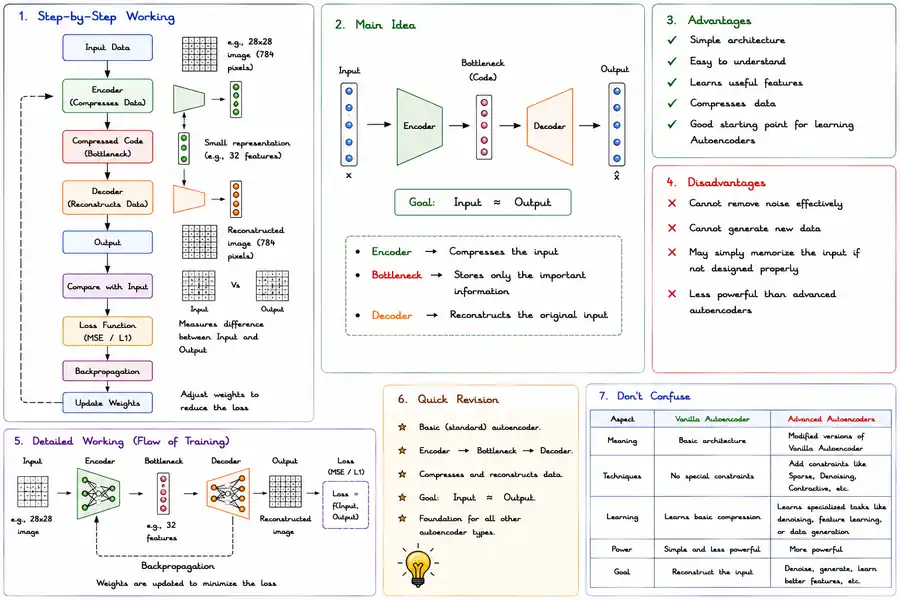 1. Step-by-Step Working
Input Data
e.g., 28x28
image (784
pixels)
Encoder
(Compresses Data)
Compressed Code
(Bottleneck)
Small representation
(e.g., 32 features)
Decoder
(Reconstructs Data)
Output
Reconstructed
image (784
pixels)
Compare with Input
Vs
Input
Output
Loss Function
(MSE / L1)
Measures difference
between Input and
Output
Backpropagation
Update Weights
Adjust weights to
reduce the loss
2. Main Idea
Input
Bottleneck
(Code)
Output
Encoder
Decoder
x
x̂
Goal: Input ≈ Output
• Encoder → Compresses the input
• Bottleneck → Stores only the important
information
• Decoder → Reconstructs the original input
3. Advantages
✓ Simple architecture
✓ Easy to understand
✓ Learns useful features
✓ Compresses data
✓ Good starting point for learning
Autoencoders
4. Disadvantages
✗ Cannot remove noise effectively
✗ Cannot generate new data
✗ May simply memorize the input if
not designed properly
✗ Less powerful than advanced
autoencoders
5. Detailed Working (Flow of Training)
Input
Encoder
Bottleneck
Decoder
Output
Loss
(MSE / L1)
Loss =
f(Input,
Output)
e.g., 28x28
image
e.g., 32
features
Reconstructed
image
Backpropagation
Weights are updated to minimize the loss
6. Quick Revision
☆ Basic (standard) autoencoder.
☆ Encoder → Bottleneck → Decoder.
☆ Compresses and reconstructs data.
☆ Goal: Input ≈ Output.
☆ Foundation for all other
autoencoder types.
7. Don't Confuse
Aspect Vanilla Autoencoder Advanced Autoencoders
Meaning Basic architecture Modified versions of
Vanilla Autoencoder
Techniques No special constraints Add constraints like
Sparse, Denoising,
Contractive, etc.
Learning Learns basic compression Learns specialized tasks like
denoising, feature learning,
or data generation
Power Simple and less powerful More powerful
Goal Reconstruct the input Denoise, generate, learn
better features, etc.